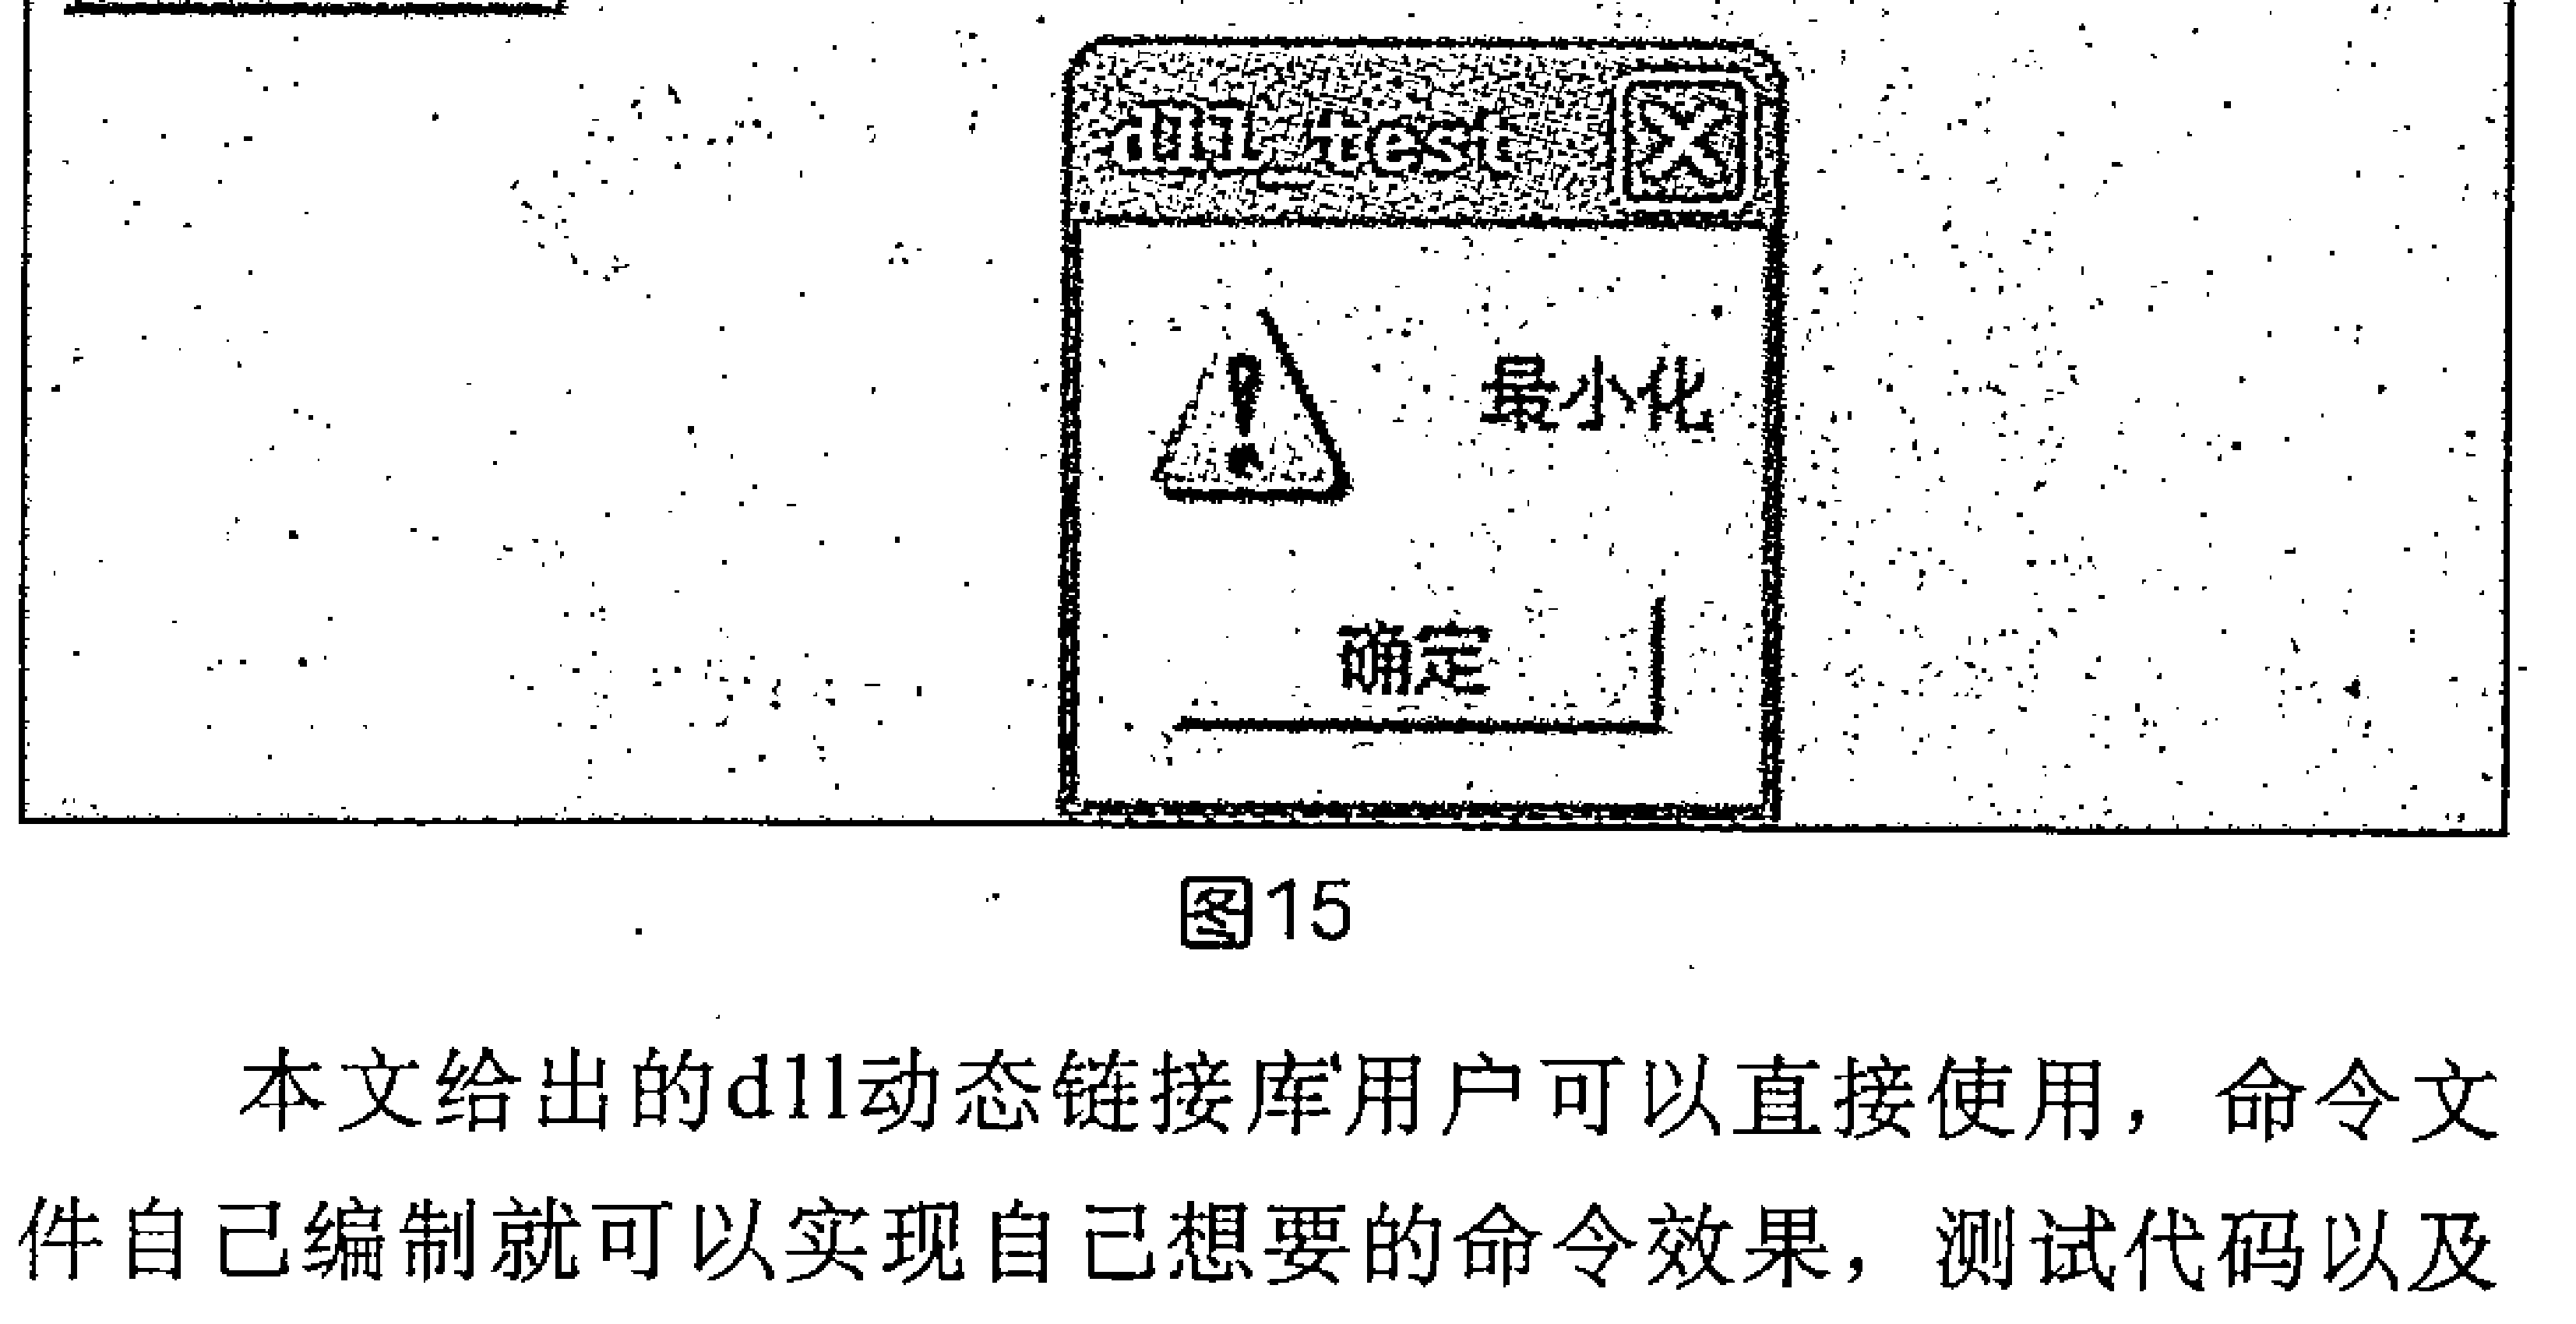 dll_test
最小化
确定
图15
本文给出的dll动态链接库用户可以直接使用，命令文
件自己编制就可以实现自己想要的命令效果，测试代码以及